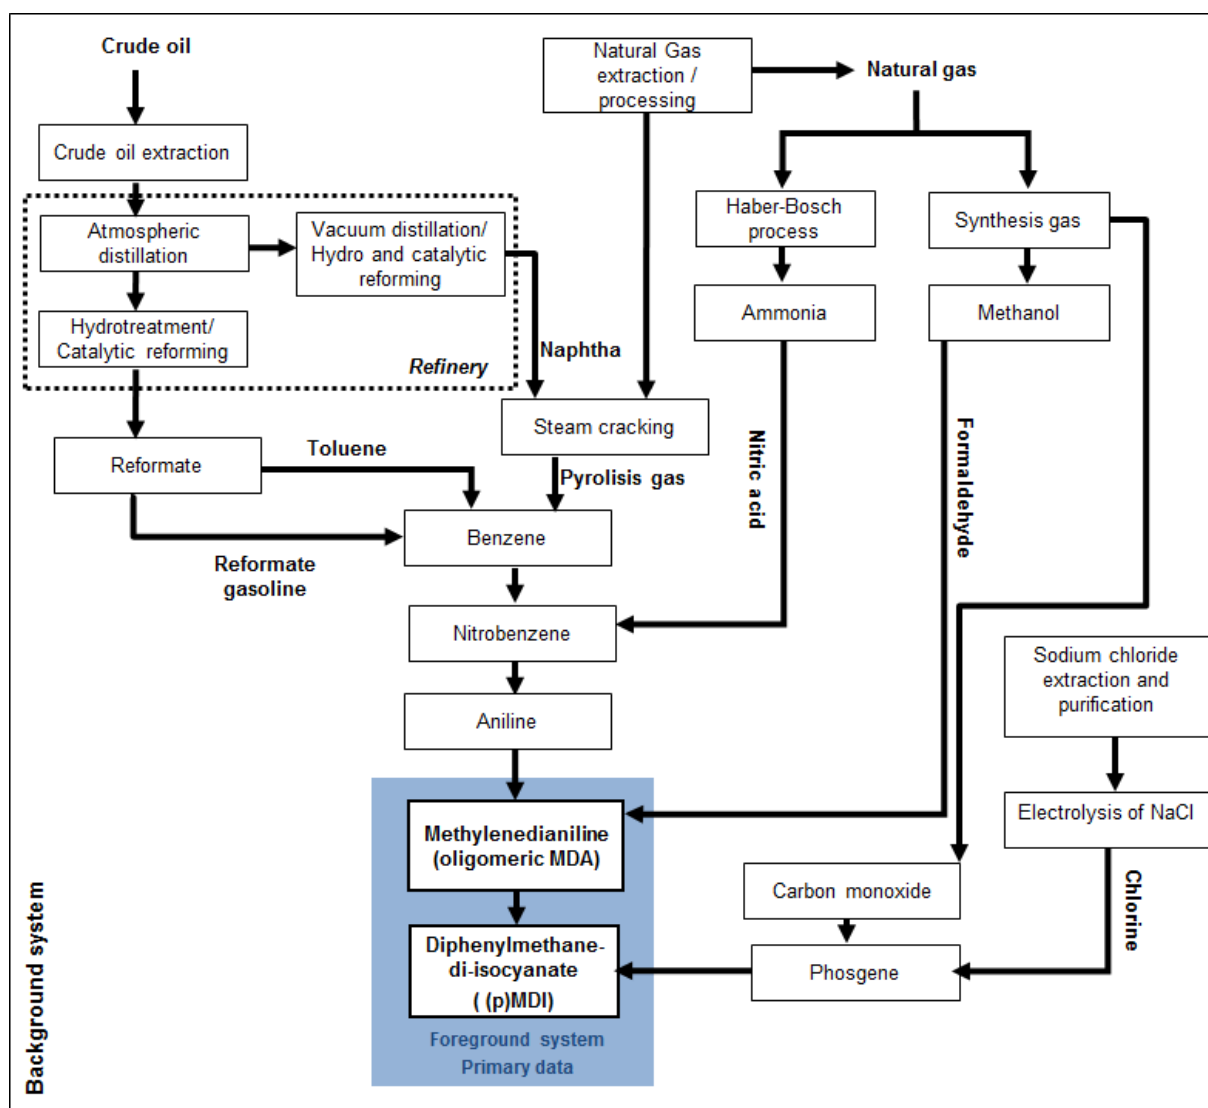 Crude oil
Natural Gas
extraction /
processing
Natural gas
Crude oil extraction
Atmospheric
distillation
Vacuum distillation/
Hydro and catalytic
reforming
Haber-Bosch
process
Synthesis gas
Hydrotreatment/
Catalytic reforming
Refinery
Naphtha
Ammonia
Methanol
Steam cracking
Reformate
Toluene
Pyrolisis gas
Nitric acid
Formaldehyde
Benzene
Reformate
gasoline
Nitrobenzene
Sodium chloride
extraction and
purification
Aniline
Methylenedianiline
(oligomeric MDA)
Electrolysis of NaCl
Carbon monoxide
Chlorine
Diphenylmethane-
di-isocyanate
( (p)MDI)
Phosgene
Foreground system
Primary data
Background system